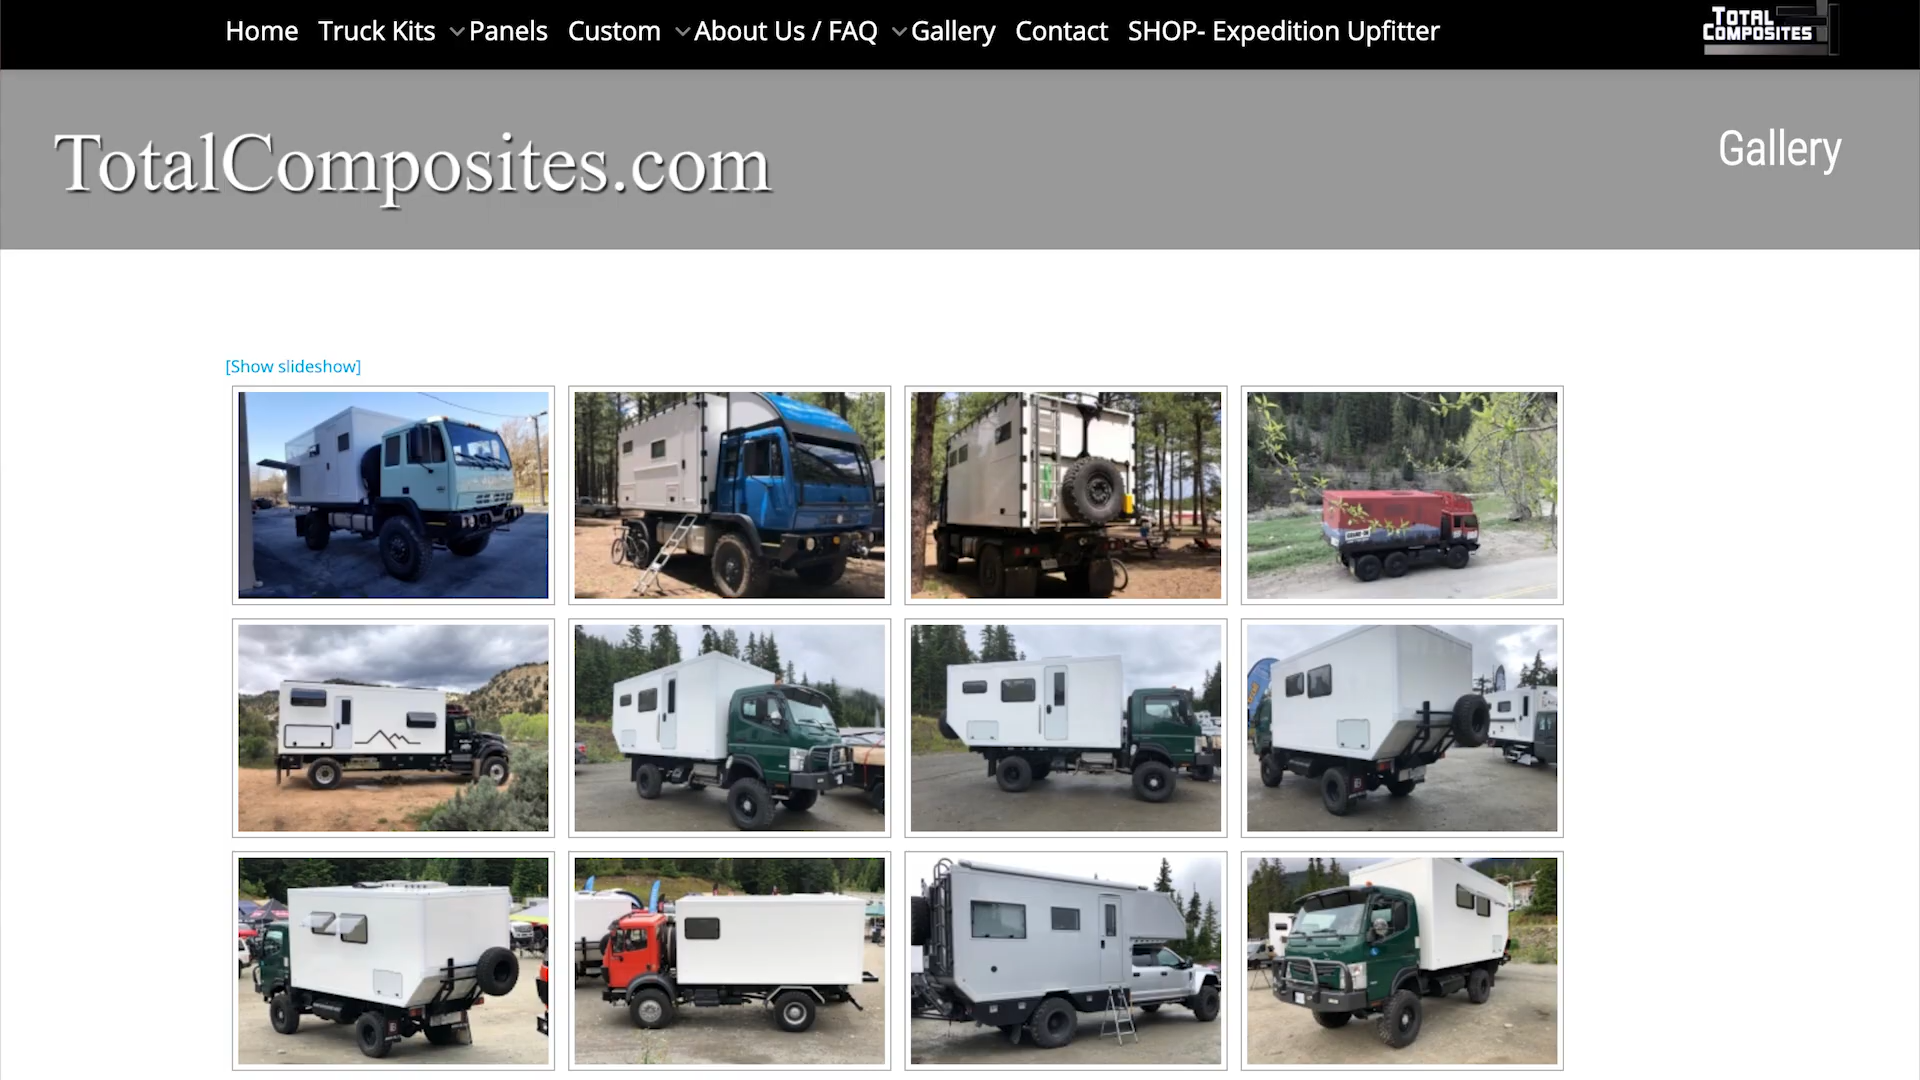 Home Truck Kits Panels Custom About Us / FAQ Gallery Contact SHOP- Expedition Upfitter
TOTAL
COMPOSITES
TotalComposites.com
Gallery
[Show slideshow]